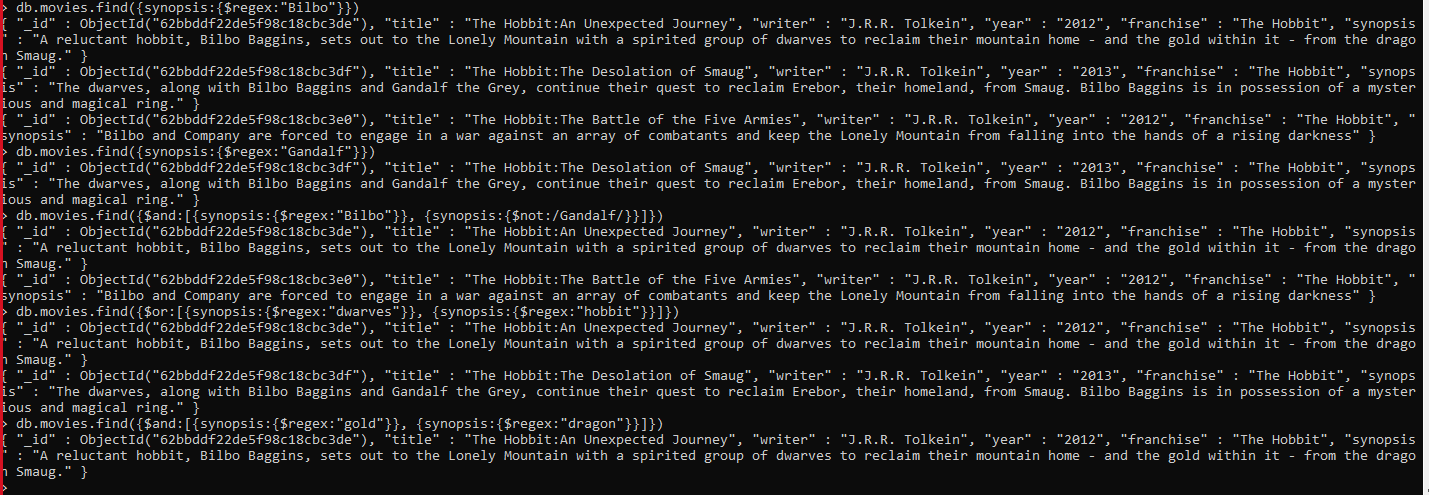 > db.movies.find({synopsis:{$regex:"Bilbo"}})
{ "_id" : ObjectId("62bbddf22de5f98c18cbc3de"), "title" : "The Hobbit:An Unexpected Journey", "writer" : "J.R.R. Tolkein", "year" : "2012", "franchise" : "The Hobbit", "synopsis
" : "A reluctant hobbit, Bilbo Baggins, sets out to the Lonely Mountain with a spirited group of dwarves to reclaim their mountain home - and the gold within it - from the drago
n Smaug." }
{ "_id" : ObjectId("62bbddf22de5f98c18cbc3df"), "title" : "The Hobbit:The Desolation of Smaug", "writer" : "J.R.R. Tolkein", "year" : "2013", "franchise" : "The Hobbit", "synops
is" : "The dwarves, along with Bilbo Baggins and Gandalf the Grey, continue their quest to reclaim Erebor, their homeland, from Smaug. Bilbo Baggins is in possession of a myster
ious and magical ring." }
{ "_id" : ObjectId("62bbddf22de5f98c18cbc3e0"), "title" : "The Hobbit:The Battle of the Five Armies", "writer" : "J.R.R. Tolkein", "year" : "2012", "franchise" : "The Hobbit", "
synopsis" : "Bilbo and Company are forced to engage in a war against an array of combatants and keep the Lonely Mountain from falling into the hands of a rising darkness" }
> db.movies.find({synopsis:{$regex:"Gandalf"}})
{ "_id" : ObjectId("62bbddf22de5f98c18cbc3df"), "title" : "The Hobbit:The Desolation of Smaug", "writer" : "J.R.R. Tolkein", "year" : "2013", "franchise" : "The Hobbit", "synops
is" : "The dwarves, along with Bilbo Baggins and Gandalf the Grey, continue their quest to reclaim Erebor, their homeland, from Smaug. Bilbo Baggins is in possession of a myster
ious and magical ring." }
> db.movies.find({$and:[{synopsis:{$regex:"Bilbo"}}, {synopsis:{$not:/Gandalf/}}]})
{ "_id" : ObjectId("62bbddf22de5f98c18cbc3de"), "title" : "The Hobbit:An Unexpected Journey", "writer" : "J.R.R. Tolkein", "year" : "2012", "franchise" : "The Hobbit", "synopsis
" : "A reluctant hobbit, Bilbo Baggins, sets out to the Lonely Mountain with a spirited group of dwarves to reclaim their mountain home - and the gold within it - from the drago
n Smaug." }
{ "_id" : ObjectId("62bbddf22de5f98c18cbc3e0"), "title" : "The Hobbit:The Battle of the Five Armies", "writer" : "J.R.R. Tolkein", "year" : "2012", "franchise" : "The Hobbit", "
synopsis" : "Bilbo and Company are forced to engage in a war against an array of combatants and keep the Lonely Mountain from falling into the hands of a rising darkness" }
> db.movies.find({$or:[{synopsis:{$regex:"dwarves"}}, {synopsis:{$regex:"hobbit"}}]})
{ "_id" : ObjectId("62bbddf22de5f98c18cbc3de"), "title" : "The Hobbit:An Unexpected Journey", "writer" : "J.R.R. Tolkein", "year" : "2012", "franchise" : "The Hobbit", "synopsis
" : "A reluctant hobbit, Bilbo Baggins, sets out to the Lonely Mountain with a spirited group of dwarves to reclaim their mountain home - and the gold within it - from the drago
n Smaug." }
{ "_id" : ObjectId("62bbddf22de5f98c18cbc3df"), "title" : "The Hobbit:The Desolation of Smaug", "writer" : "J.R.R. Tolkein", "year" : "2013", "franchise" : "The Hobbit", "synops
is" : "The dwarves, along with Bilbo Baggins and Gandalf the Grey, continue their quest to reclaim Erebor, their homeland, from Smaug. Bilbo Baggins is in possession of a myster
ious and magical ring." }
> db.movies.find({$and:[{synopsis:{$regex:"gold"}}, {synopsis:{$regex:"dragon"}}]})
{ "_id" : ObjectId("62bbddf22de5f98c18cbc3de"), "title" : "The Hobbit:An Unexpected Journey", "writer" : "J.R.R. Tolkein", "year" : "2012", "franchise" : "The Hobbit", "synopsis
" : "A reluctant hobbit, Bilbo Baggins, sets out to the Lonely Mountain with a spirited group of dwarves to reclaim their mountain home - and the gold within it - from the drago
n Smaug." }
>